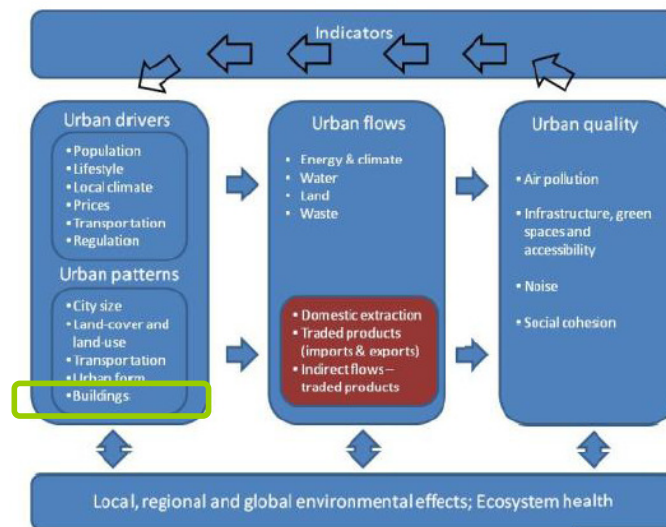 Indicators
Urban drivers
• Population
• Lifestyle
• Local climate
• Prices
• Transportation
• Regulation
Urban patterns
• City size
• Land-cover and
land-use
• Transportation
• Urban form
• Buildings
Urban flows
• Energy & climate
• Water
• Land
• Waste
• Domestic extraction
• Traded products
(imports & exports)
• Indirect flows –
traded products
Urban quality
• Air pollution
• Infrastructure, green
spaces and
accessibility
• Noise
• Social cohesion
Local, regional and global environmental effects; Ecosystem health